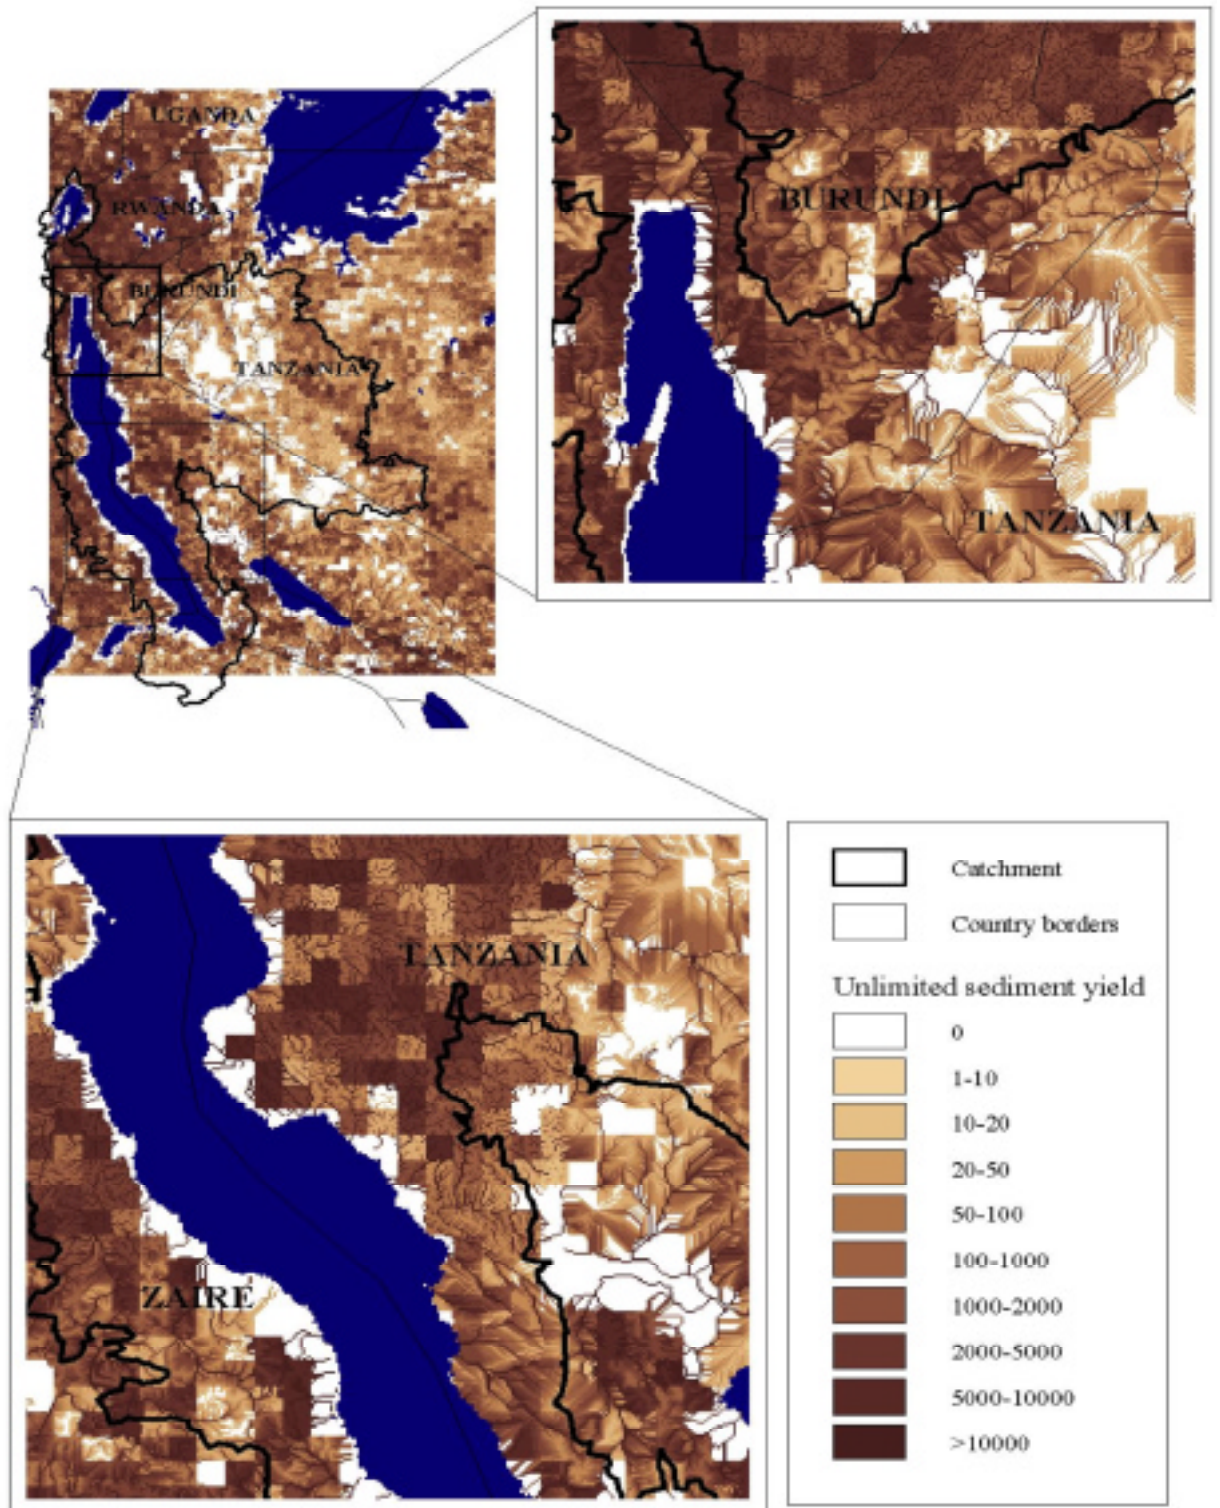 UGANDA
RWANDA
BURUNDI
TANZANIA
BURUNDI
TANZANIA
TANZANIA
ZAIRE
Catchment
Country borders
Unlimited sediment yield
0
1-10
10-20
20-50
50-100
100-1000
1000-2000
2000-5000
5000-10000
>10000